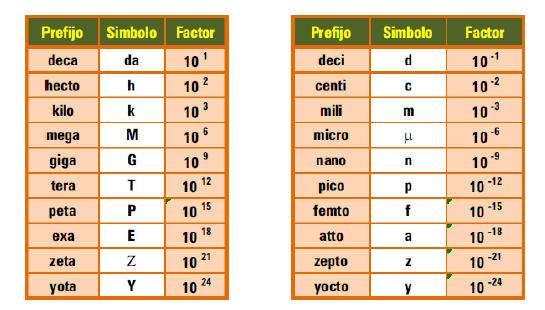 Prefijo Simbolo Factor
deca da 10 ¹
hecto h 10 ²
kilo k 10 ³
mega M 10 ⁶
giga G 10 ⁹
tera T 10 ¹²
peta P 10 ¹⁵
exa E 10 ¹⁸
zeta Z 10 ²¹
yota Y 10 ²⁴
Prefijo Simbolo Factor
deci d 10 ⁻¹
centi c 10 ⁻²
mili m 10 ⁻³
micro μ 10 ⁻⁶
nano n 10 ⁻⁹
pico p 10 ⁻¹²
femto f 10 ⁻¹⁵
atto a 10 ⁻¹⁸
zepto z 10 ⁻²¹
yocto y 10 ⁻²⁴